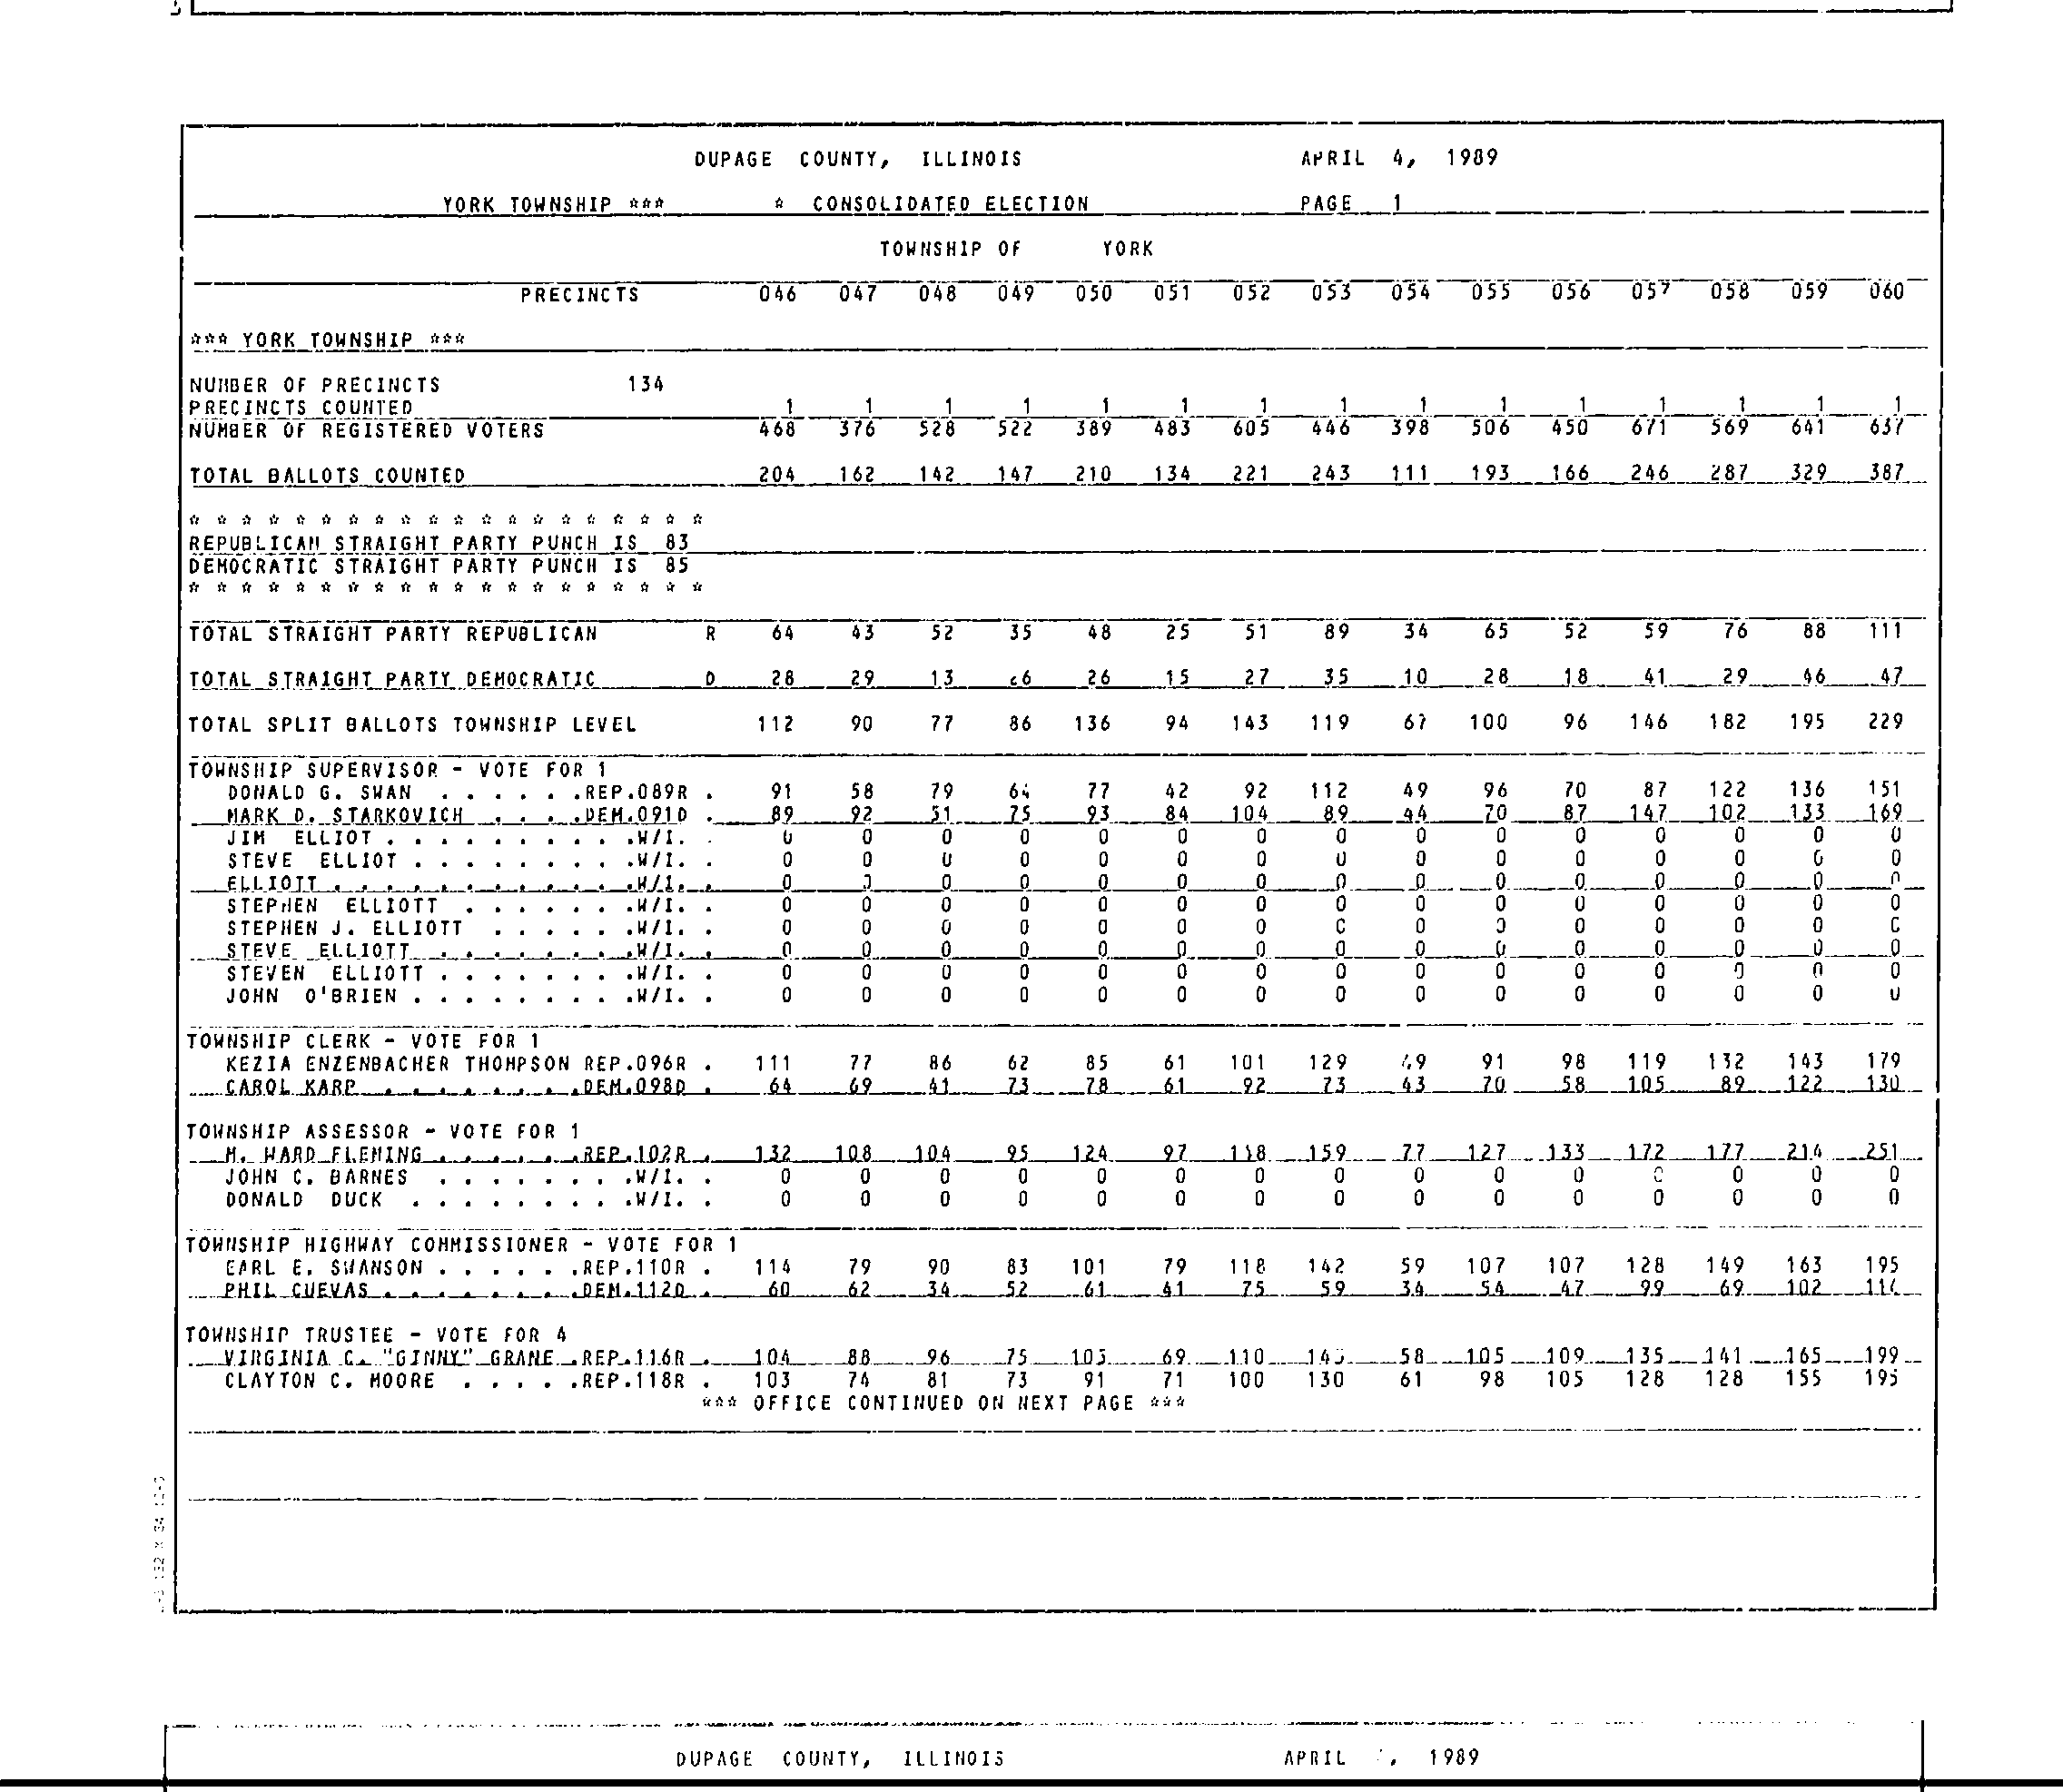 DUPAGE COUNTY, ILLINOIS APRIL 4, 1989
YORK TOWNSHIP *** * CONSOLIDATED ELECTION PAGE 1
TOWNSHIP OF YORK
PRECINCTS 046 047 048 049 050 051 052 053 054 055 056 057 058 059 060
*** YORK TOWNSHIP ***
NUMBER OF PRECINCTS 134
PRECINCTS COUNTED 1 1 1 1 1 1 1 1 1 1 1 1 1 1 1
NUMBER OF REGISTERED VOTERS 468 376 528 522 389 483 605 446 398 506 450 671 569 641 637
TOTAL BALLOTS COUNTED 204 162 142 147 210 134 221 243 111 193 166 246 287 329 387
* * * * * * * * * * * * * * * * * * * *
REPUBLICAN STRAIGHT PARTY PUNCH IS 83
DEMOCRATIC STRAIGHT PARTY PUNCH IS 85
* * * * * * * * * * * * * * * * * * * *
TOTAL STRAIGHT PARTY REPUBLICAN R 64 43 52 35 48 25 51 89 34 65 52 59 76 88 111
TOTAL STRAIGHT PARTY DEMOCRATIC D 28 29 13 26 26 15 27 35 10 28 18 41 29 46 47
TOTAL SPLIT BALLOTS TOWNSHIP LEVEL 112 90 77 86 136 94 143 119 67 100 96 146 182 195 229
TOWNSHIP SUPERVISOR - VOTE FOR 1
DONALD G. SWAN . . . . . .REP.089R . 91 58 79 64 77 42 92 112 49 96 70 87 122 136 151
MARK D. STARKOVICH . . . .DEM.091D . 89 92 51 75 93 84 104 89 44 70 87 147 102 133 169
JIM ELLIOT . . . . . . . . . .W/I. . 0 0 0 0 0 0 0 0 0 0 0 0 0 0 0
STEVE ELLIOT . . . . . . . . .W/I. . 0 0 0 0 0 0 0 0 0 0 0 0 0 0 0
ELLIOTT . . . . . . . . . . . .W/I. . 0 0 0 0 0 0 0 0 0 0 0 0 0 0 0
STEPHEN ELLIOTT . . . . . . .W/I. . 0 0 0 0 0 0 0 0 0 0 0 0 0 0 0
STEPHEN J. ELLIOTT . . . . . .W/I. . 0 0 0 0 0 0 0 0 0 0 0 0 0 0 0
STEVE ELLIOTT . . . . . . . .W/I. . 0 0 0 0 0 0 0 0 0 0 0 0 0 0 0
STEVEN ELLIOTT . . . . . . . .W/I. . 0 0 0 0 0 0 0 0 0 0 0 0 0 0 0
JOHN O'BRIEN . . . . . . . . .W/I. . 0 0 0 0 0 0 0 0 0 0 0 0 0 0 0
TOWNSHIP CLERK - VOTE FOR 1
KEZIA ENZENBACHER THOMPSON REP.096R . 111 77 86 62 85 61 101 129 49 91 98 119 132 143 179
CAROL KARP . . . . . . . .DEM.098D . 64 69 41 73 78 61 92 73 43 70 58 105 89 122 130
TOWNSHIP ASSESSOR - VOTE FOR 1
M. WARD FLEMING . . . . . .REP.102R . 132 108 104 95 124 97 118 159 77 127 133 172 177 214 251
JOHN C. BARNES . . . . . . . .W/I. . 0 0 0 0 0 0 0 0 0 0 0 0 0 0 0
DONALD DUCK . . . . . . . . .W/I. . 0 0 0 0 0 0 0 0 0 0 0 0 0 0 0
TOWNSHIP HIGHWAY COMMISSIONER - VOTE FOR 1
EARL E. SWANSON . . . . . .REP.110R . 114 79 90 83 101 79 118 142 59 107 107 128 149 163 195
PHIL CUEVAS . . . . . . . .DEM.112D . 60 62 34 52 61 41 75 59 34 54 47 99 69 102
TOWNSHIP TRUSTEE - VOTE FOR 4
VIRGINIA C. "GINNY" GRANE .REP.116R . 104 88 96 75 105 69 110 58 105 109 135 141 165 199
CLAYTON C. MOORE . . . . .REP.118R . 103 74 81 73 91 71 100 130 61 98 105 128 128 155 195
*** OFFICE CONTINUED ON NEXT PAGE ***
DUPAGE COUNTY, ILLINOIS APRIL , 1989